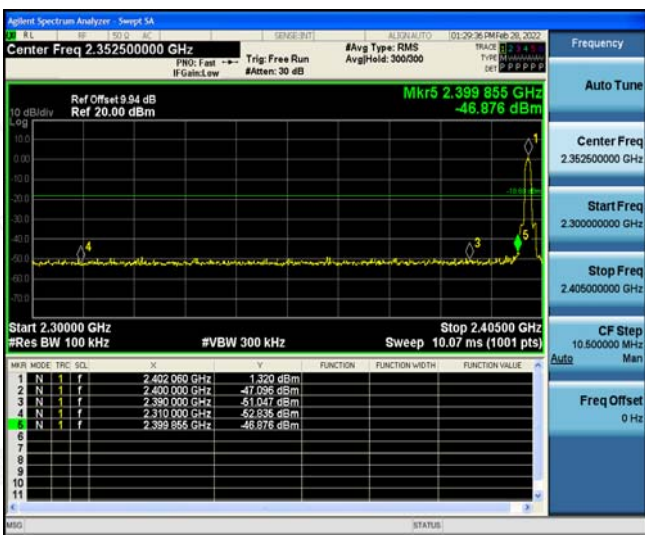 Agilent Spectrum Analyzer - Swept SA
RL RF 50 Ω AC SENSE:INT ALIGN AUTO 01:29:36 PM Feb 28, 2022
Center Freq 2.352500000 GHz
PNO: Fast
IFGain:Low
Trig: Free Run
#Atten: 30 dB
#Avg Type: RMS
Avg|Hold: 300/300
TRACE 1 2 3 4 5 6
TYPE
DET P P P P P P
Frequency
Auto Tune
Center Freq
2.352500000 GHz
Start Freq
2.300000000 GHz
Stop Freq
2.405000000 GHz
CF Step
10.500000 MHz
Auto Man
Freq Offset
0 Hz
Mkr5 2.399 855 GHz
-46.876 dBm
Ref Offset 9.94 dB
Ref 20.00 dBm
10 dB/div
Log
10.0
0.00
-10.0
-20.0
-30.0
-40.0
-50.0
-60.0
-70.0
1
3
4
5
Start 2.30000 GHz
#Res BW 100 kHz
#VBW 300 kHz
Stop 2.40500 GHz
Sweep 10.07 ms (1001 pts)
MKR MODE TRC SCL X Y FUNCTION FUNCTION WIDTH FUNCTION VALUE
1 N 1 f 2.402 060 GHz 1.320 dBm
2 N 1 f 2.400 000 GHz -47.096 dBm
3 N 1 f 2.390 000 GHz -51.047 dBm
4 N 1 f 2.310 000 GHz -52.835 dBm
5 N 1 f 2.399 855 GHz -46.876 dBm
6
7
8
9
10
11
MSG
STATUS